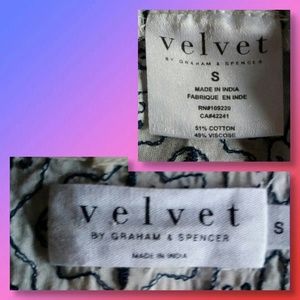 velvet
BY GRAHAM & SPENCER
S
MADE IN INDIA
FABRIQUE EN INDE
RN#109220
CA#42241
51% COTTON
49% VISCOSE
velvet
BY GRAHAM & SPENCER
MADE IN INDIA
S